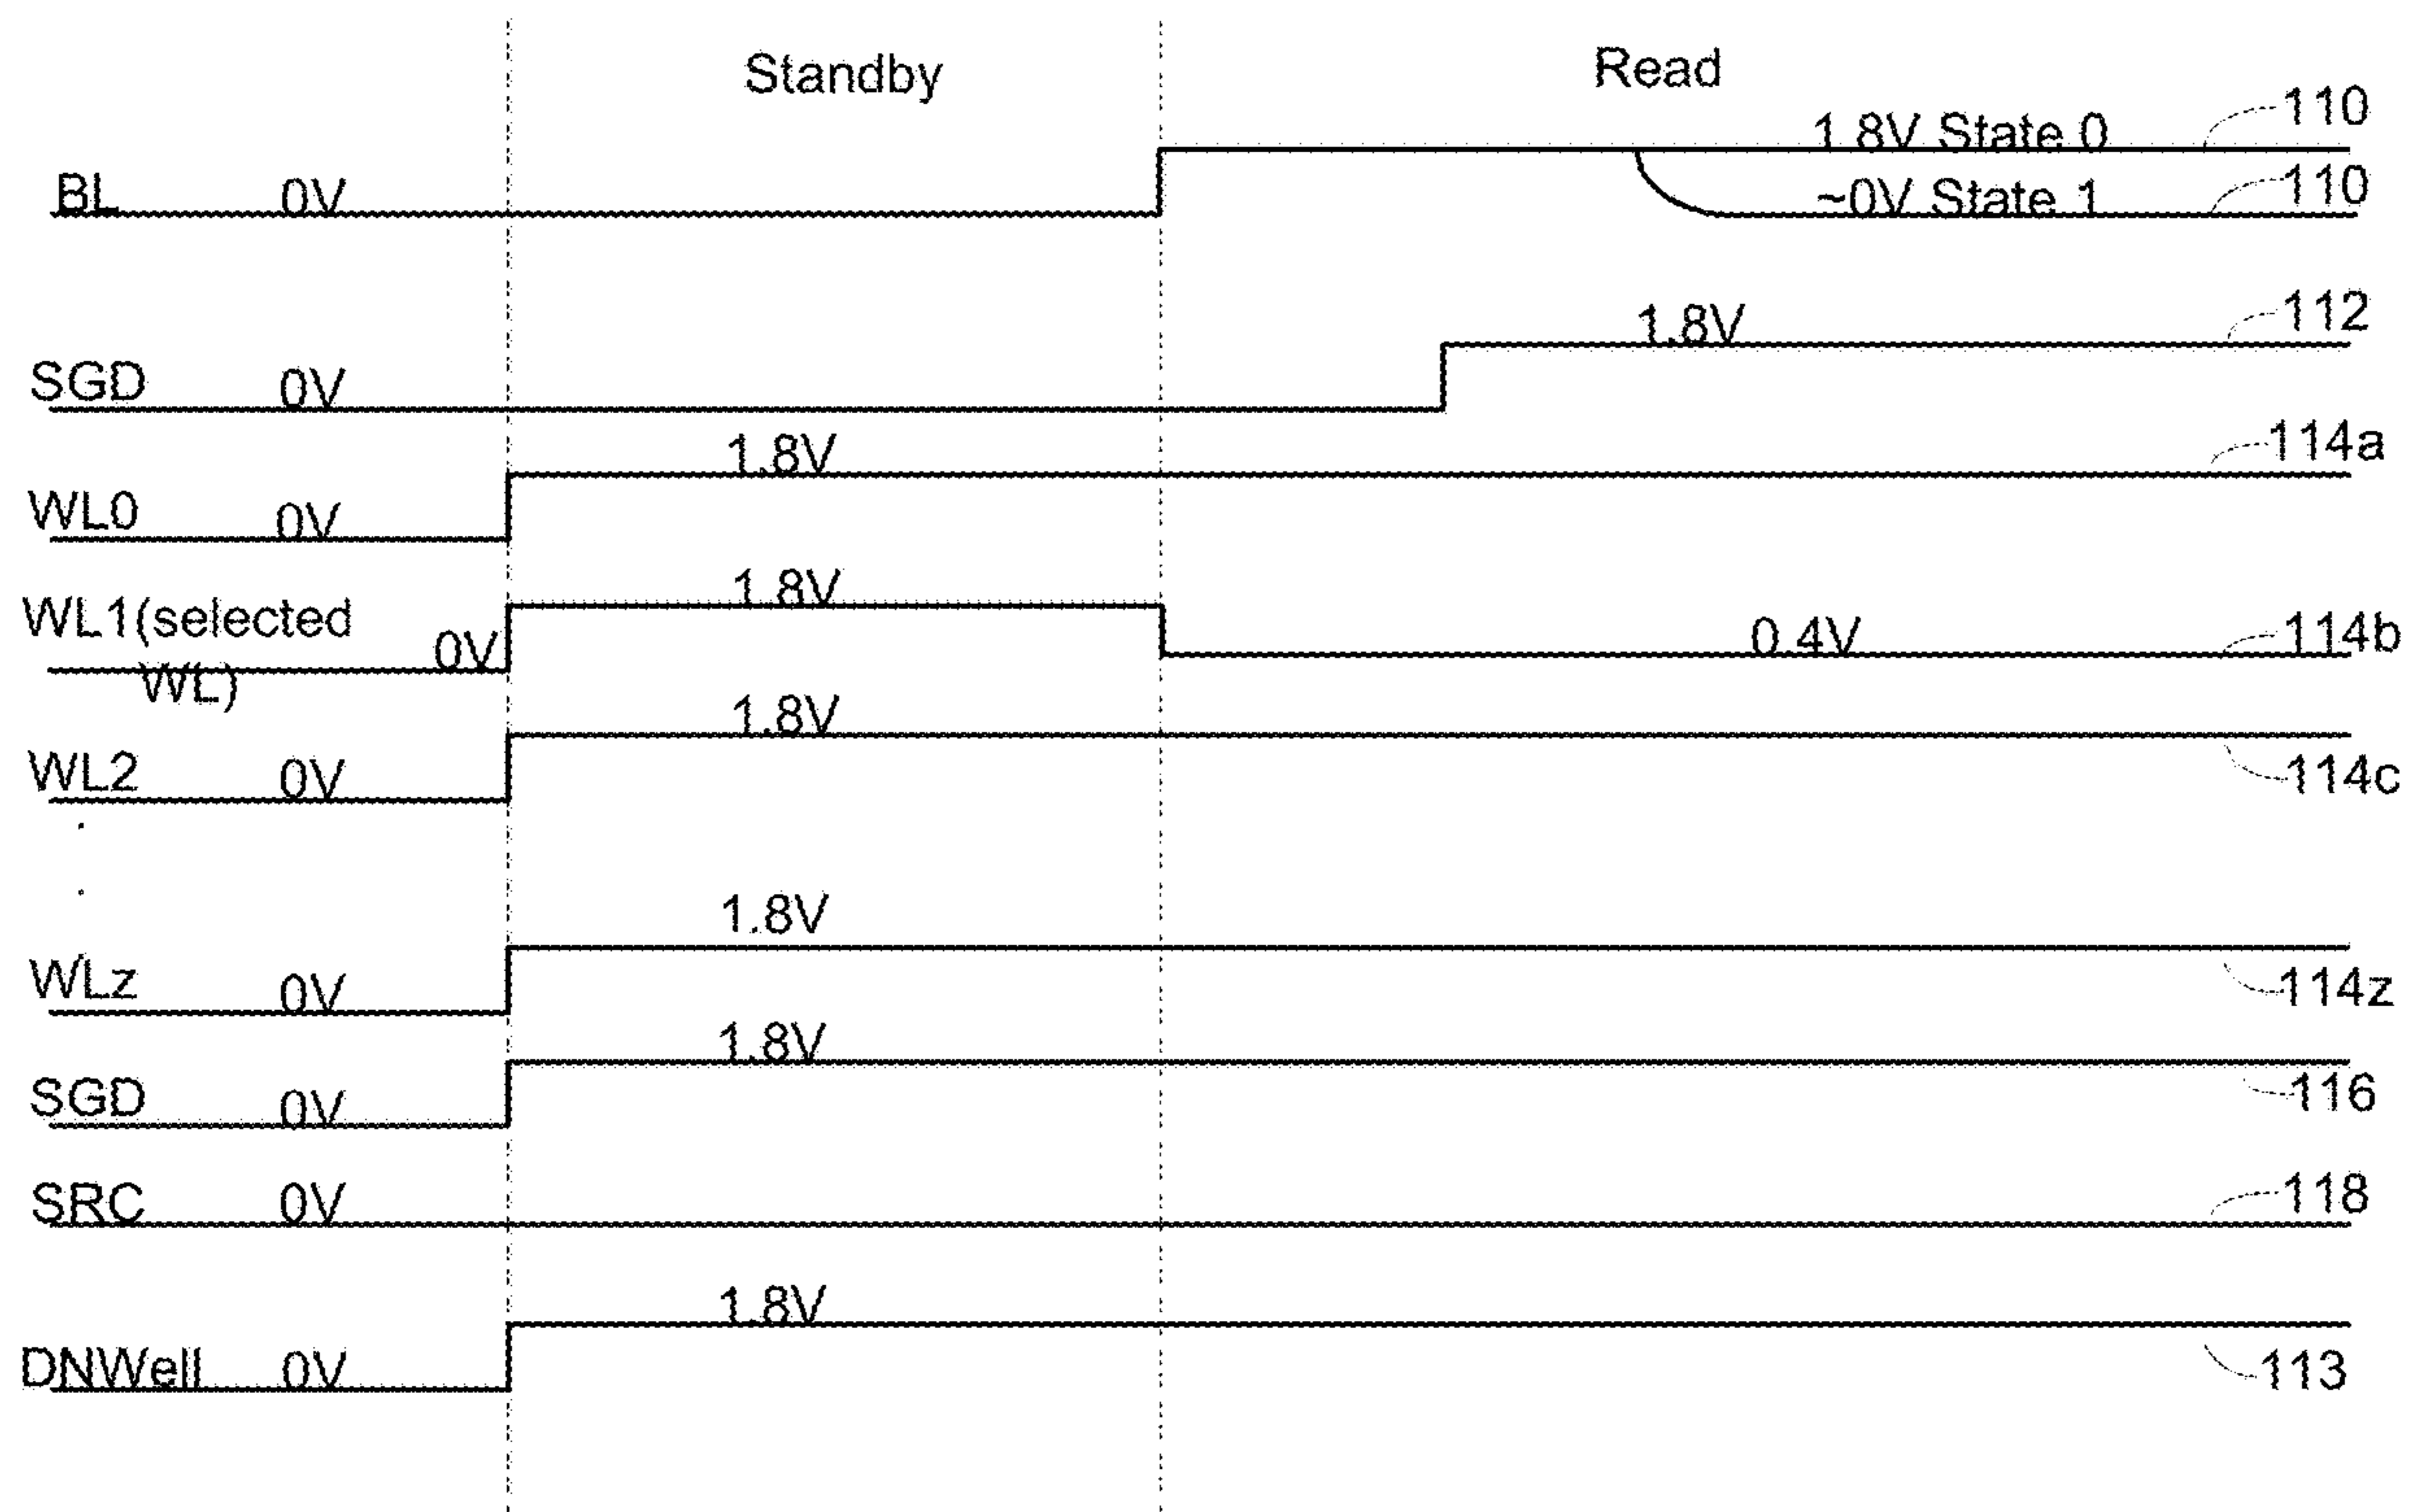 Standby
Read
1.8V State 0
110
BL
0V
~0V State 1
110
1.8V
112
SGD
0V
1.8V
114a
WL0
0V
1.8V
WL1(selected
WL)
0V
0.4V
114b
1.8V
WL2
0V
114c
.
.
1.8V
WLz
0V
114z
1.8V
SGD
0V
116
SRC
0V
118
1.8V
DNWell
0V
113